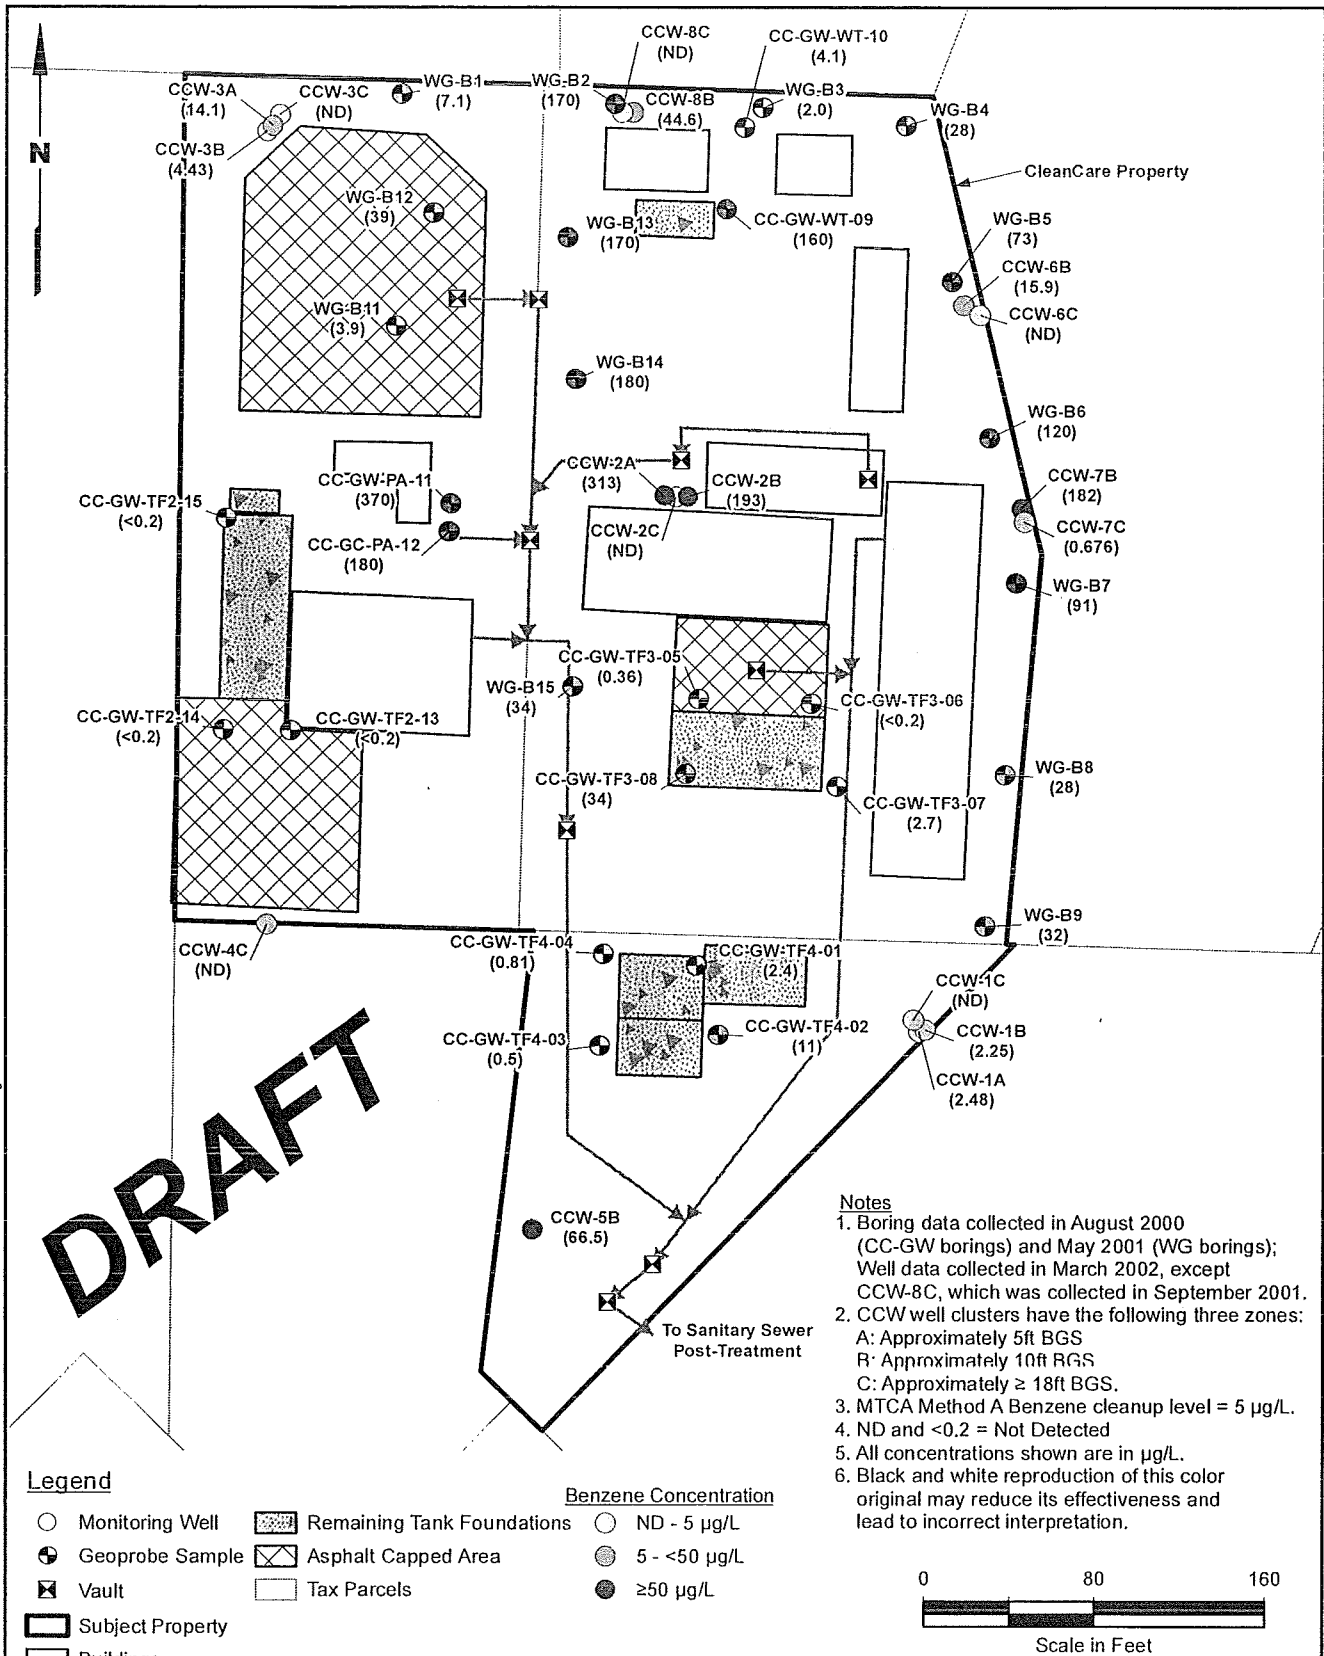 CCW-8C
(ND)
CC-GW-WT-10
(4.1)
CCW-3A
(14.1)
CCW-3C
(ND)
WG-B1
(7.1)
WG-B2
(170)
CCW-8B
(44.6)
WG-B3
(2.0)
WG-B4
(28)
N
CCW-3B
(4.43)
CleanCare Property
WG-B12
(39)
WG-B13
(170)
CC-GW-WT-09
(160)
WG-B5
(73)
CCW-6B
(15.9)
WG-B11
(3.9)
CCW-6C
(ND)
WG-B14
(180)
WG-B6
(120)
CC-GW-PA-11
(370)
CCW-2A
(313)
CCW-2B
(193)
CCW-7B
(182)
CC-GW-TF2-15
(<0.2)
CC-GC-PA-12
(180)
CCW-2C
(ND)
CCW-7C
(0.676)
WG-B7
(91)
CC-GW-TF3-05
(0.36)
WG-B15
(34)
CC-GW-TF3-06
(<0.2)
CC-GW-TF2-14
(<0.2)
CC-GW-TF2-13
(<0.2)
CC-GW-TF3-08
(34)
WG-B8
(28)
CC-GW-TF3-07
(2.7)
WG-B9
(32)
CCW-4C
(ND)
CC-GW-TF4-04
(0.81)
CC-GW-TF4-01
(2.4)
CCW-1C
(ND)
CC-GW-TF4-03
(0.5)
CC-GW-TF4-02
(11)
CCW-1B
(2.25)
CCW-1A
(2.48)
DRAFT
CCW-5B
(66.5)
To Sanitary Sewer
Post-Treatment
Notes
1. Boring data collected in August 2000
(CC-GW borings) and May 2001 (WG borings);
Well data collected in March 2002, except
CCW-8C, which was collected in September 2001.
2. CCW well clusters have the following three zones:
A: Approximately 5ft BGS
B: Approximately 10ft BGS
C: Approximately ≥ 18ft BGS.
3. MTCA Method A Benzene cleanup level = 5 µg/L.
4. ND and <0.2 = Not Detected
5. All concentrations shown are in µg/L.
6. Black and white reproduction of this color
original may reduce its effectiveness and
lead to incorrect interpretation.
Legend
Monitoring Well
Geoprobe Sample
Vault
Subject Property
Remaining Tank Foundations
Asphalt Capped Area
Tax Parcels
Benzene Concentration
ND - 5 µg/L
5 - <50 µg/L
≥50 µg/L
0 80 160
Scale in Feet